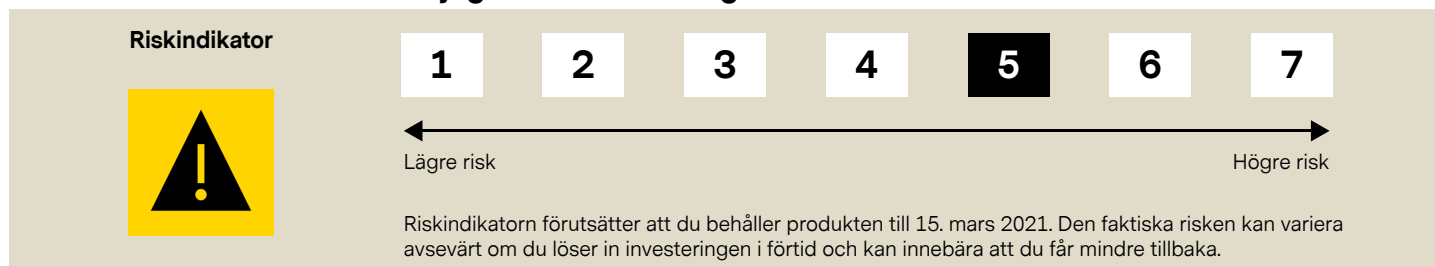 Riskindikator
1 2 3 4 5 6 7
Lägre risk Högre risk
Riskindikatorn förutsätter att du behåller produkten till 15. mars 2021. Den faktiska risken kan variera
avsevärt om du löser in investeringen i förtid och kan innebära att du får mindre tillbaka.